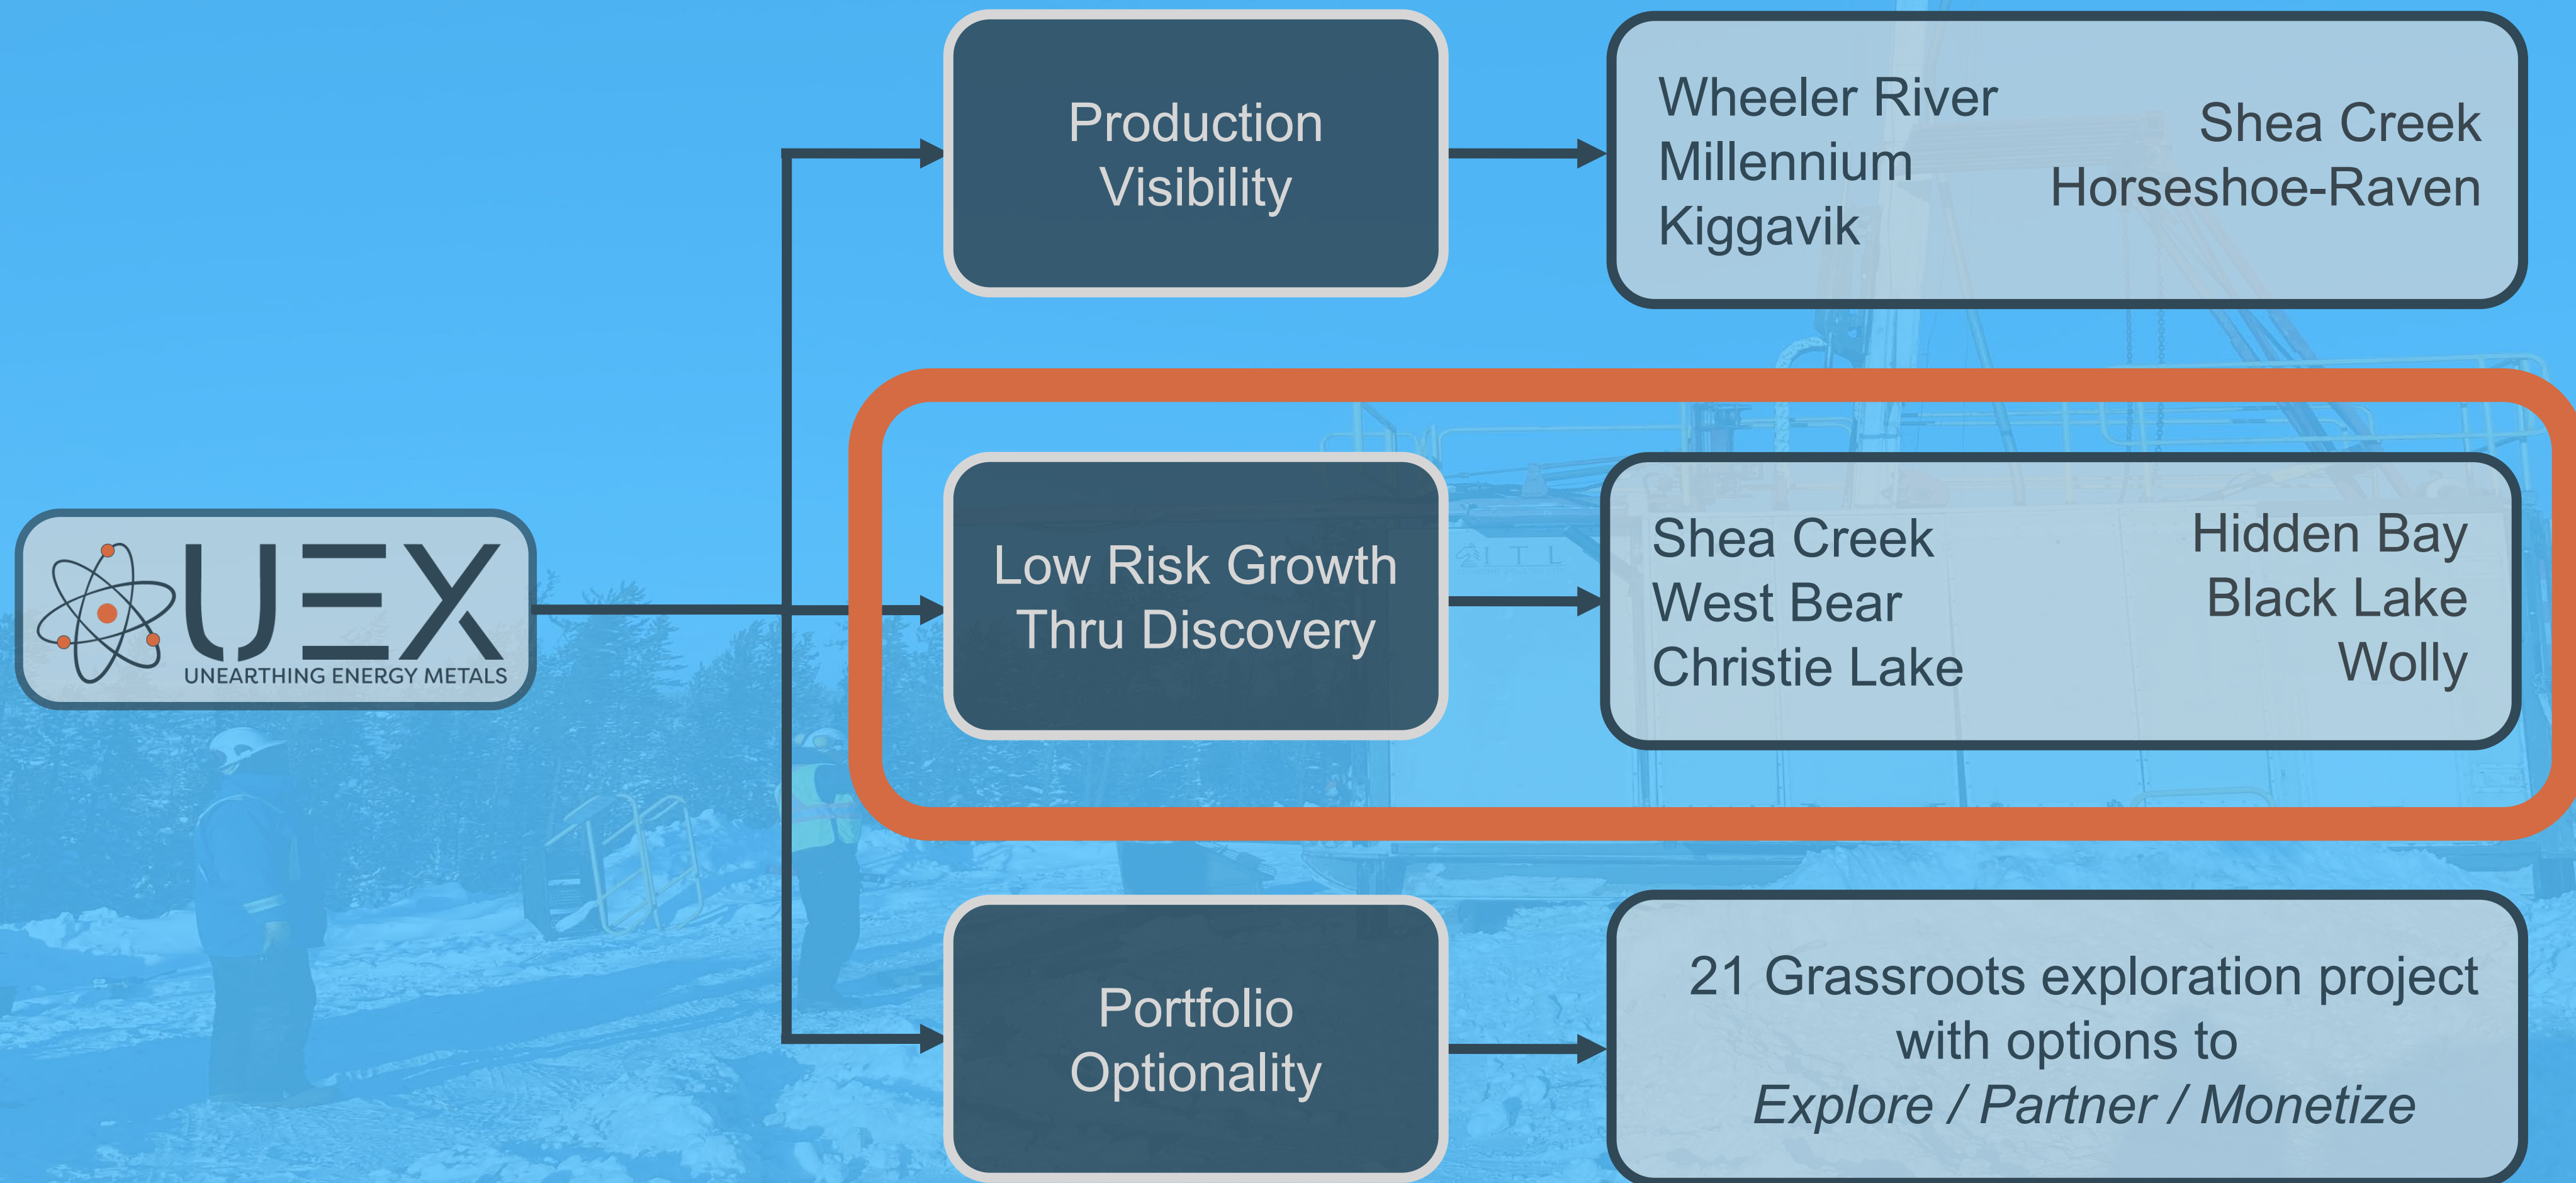 Production
Visibility
Wheeler River
Millennium
Kiggavik
Shea Creek
Horseshoe-Raven
UEX
UNEARTHING ENERGY METALS
Low Risk Growth
Thru Discovery
Shea Creek
West Bear
Christie Lake
Hidden Bay
Black Lake
Wolly
Portfolio
Optionality
21 Grassroots exploration project
with options to
Explore / Partner / Monetize